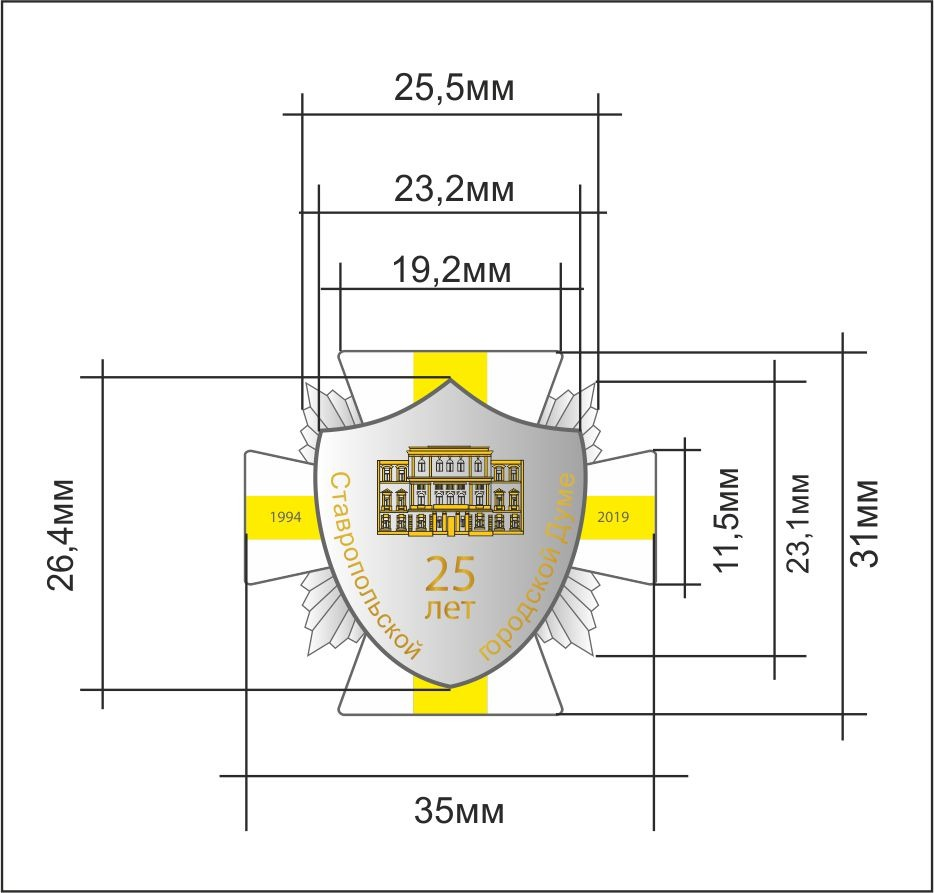 25,5мм
23,2мм
19,2мм
26,4мм
1994
2019
Ставропольской
городской Думе
25
лет
11,5мм
23,1мм
31мм
35мм